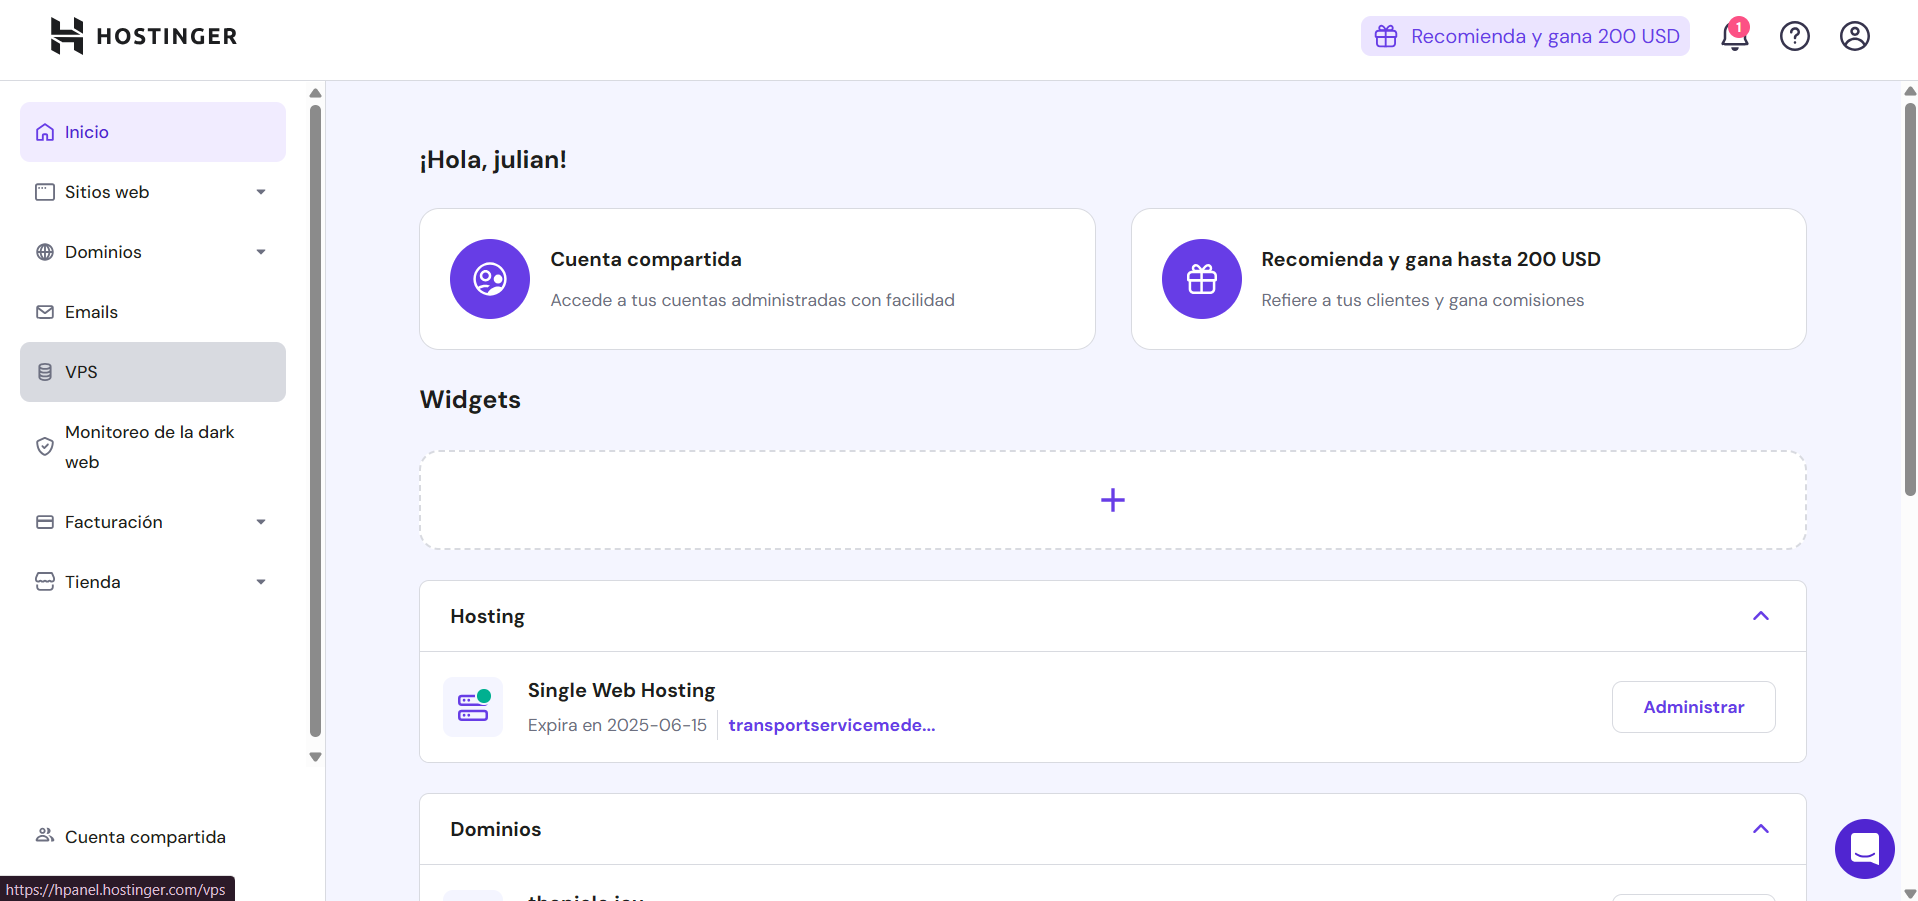 HOSTINGER
Recomienda y gana 200 USD
1
Inicio
Sitios web
Dominios
Emails
VPS
Monitoreo de la dark
web
Facturación
Tienda
Cuenta compartida
https://hpanel.hostinger.com/vps
¡Hola, julian!
Cuenta compartida
Accede a tus cuentas administradas con facilidad
Recomienda y gana hasta 200 USD
Refiere a tus clientes y gana comisiones
Widgets
Hosting
Single Web Hosting
Expira en 2025-06-15
transportservicemede...
Administrar
Dominios